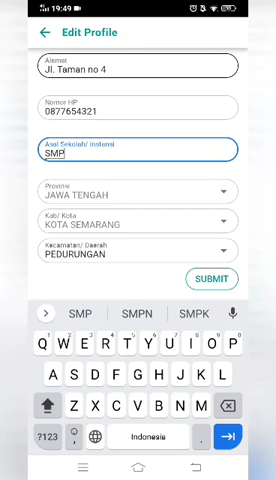 19:49
77
Edit Profile
Alamat
Jl. Taman no 4
Nomor HP
0877654321
Asal Sekolah/ Instansi
SMP
Provinsi
JAWA TENGAH
Kab/ Kota
KOTA SEMARANG
Kecamatan/ Daerah
PEDURUNGAN
SUBMIT
SMP SMPN SMPK
Q W E R T Y U I O P
A S D F G H J K L
Z X C V B N M
?123 , Indonesia .